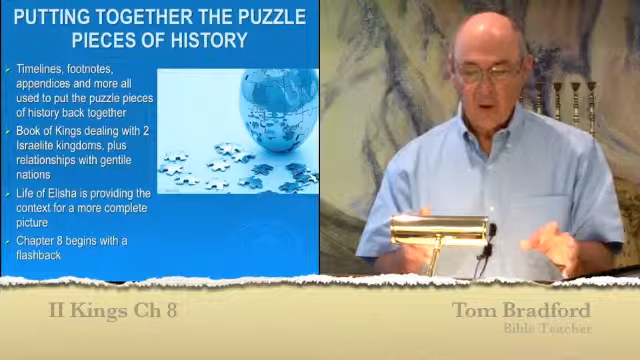 PUTTING TOGETHER THE PUZZLE
PIECES OF HISTORY
Timelines, footnotes,
appendices and more all
used to put the puzzle pieces
of history back together
Book of Kings dealing with 2
Israelite kingdoms, plus
relationships with gentile
nations
Life of Elisha is providing the
context for a more complete
picture
Chapter 8 begins with a
flashback
II Kings Ch 8
Tom Bradford
Bible Teacher